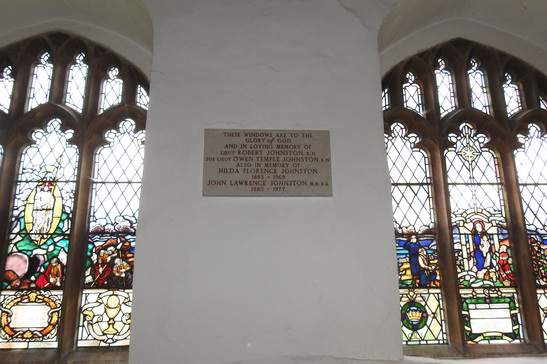 THESE WINDOWS ARE TO THE
GLORY of GOD
AND IN LOVING MEMORY OF
LIEUT ROBERT JOHNSTON, R.N
SUB LIEUT OWEN TEMPLE JOHNSTON, R.N
ALSO IN MEMORY OF
HILDA FLORENCE JOHNSTON
1883 - 1969
JOHN LAWRENCE JOHNSTON
1885 - 1977